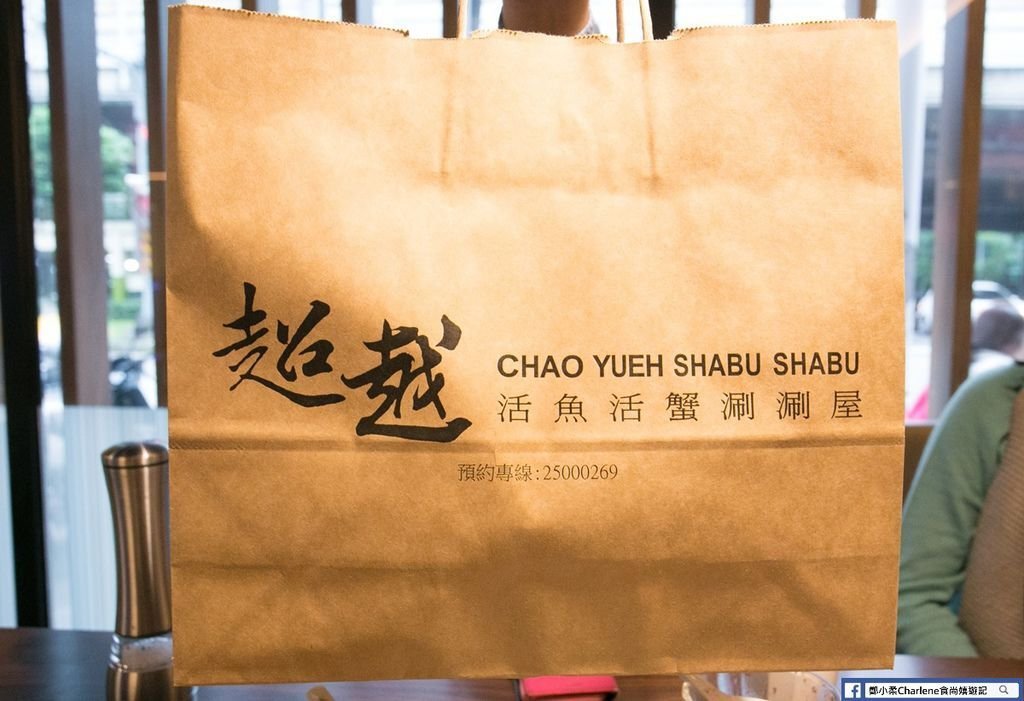 超越
CHAO YUEH SHABU SHABU
活魚活蟹涮涮屋
預約專線:25000269
鄭小柔Charlene食尚嬉遊記